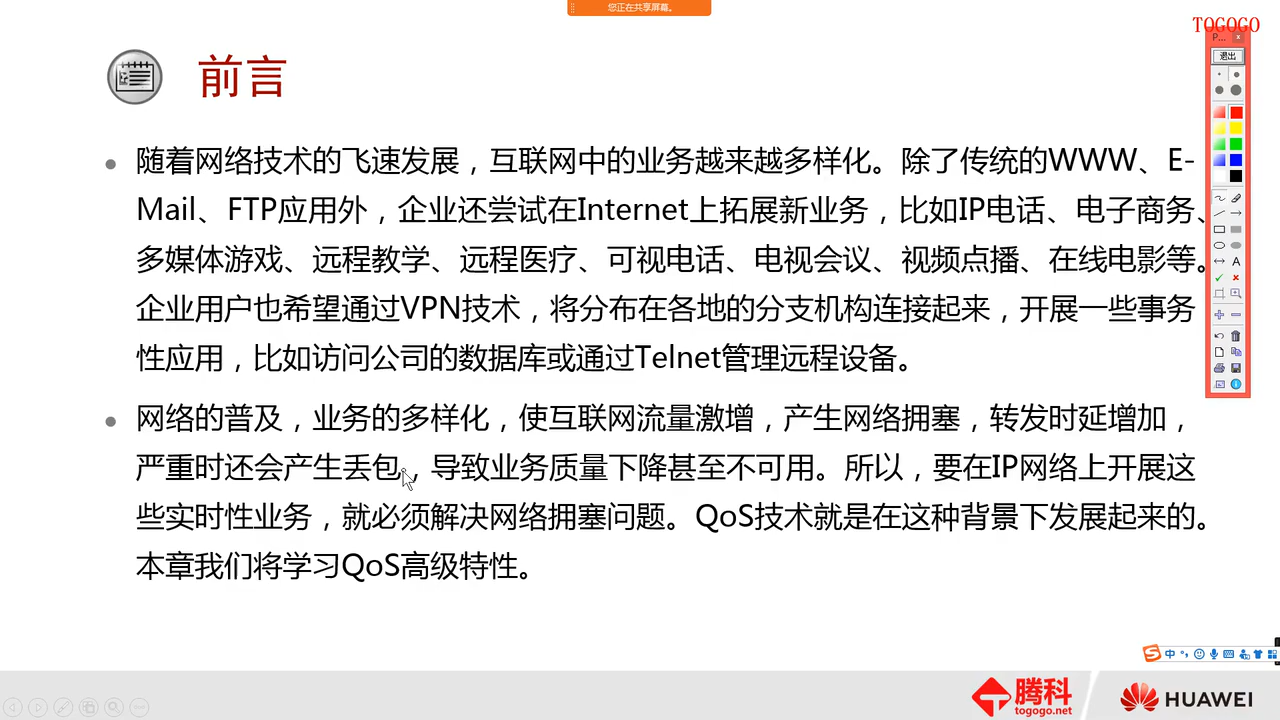 您正在共享屏幕。
TOGOGO
P...
退出
前言
随着网络技术的飞速发展，互联网中的业务越来越多样化。除了传统的WWW、E-
Mail、FTP应用外，企业还尝试在Internet上拓展新业务，比如IP电话、电子商务、
多媒体游戏、远程教学、远程医疗、可视电话、电视会议、视频点播、在线电影等。
企业用户也希望通过VPN技术，将分布在各地的分支机构连接起来，开展一些事务
性应用，比如访问公司的数据库或通过Telnet管理远程设备。
网络的普及，业务的多样化，使互联网流量激增，产生网络拥塞，转发时延增加，
严重时还会产生丢包，导致业务质量下降甚至不可用。所以，要在IP网络上开展这
些实时性业务，就必须解决网络拥塞问题。QoS技术就是在这种背景下发展起来的。
本章我们将学习QoS高级特性。
A
中
腾科
togogo.net
HUAWEI